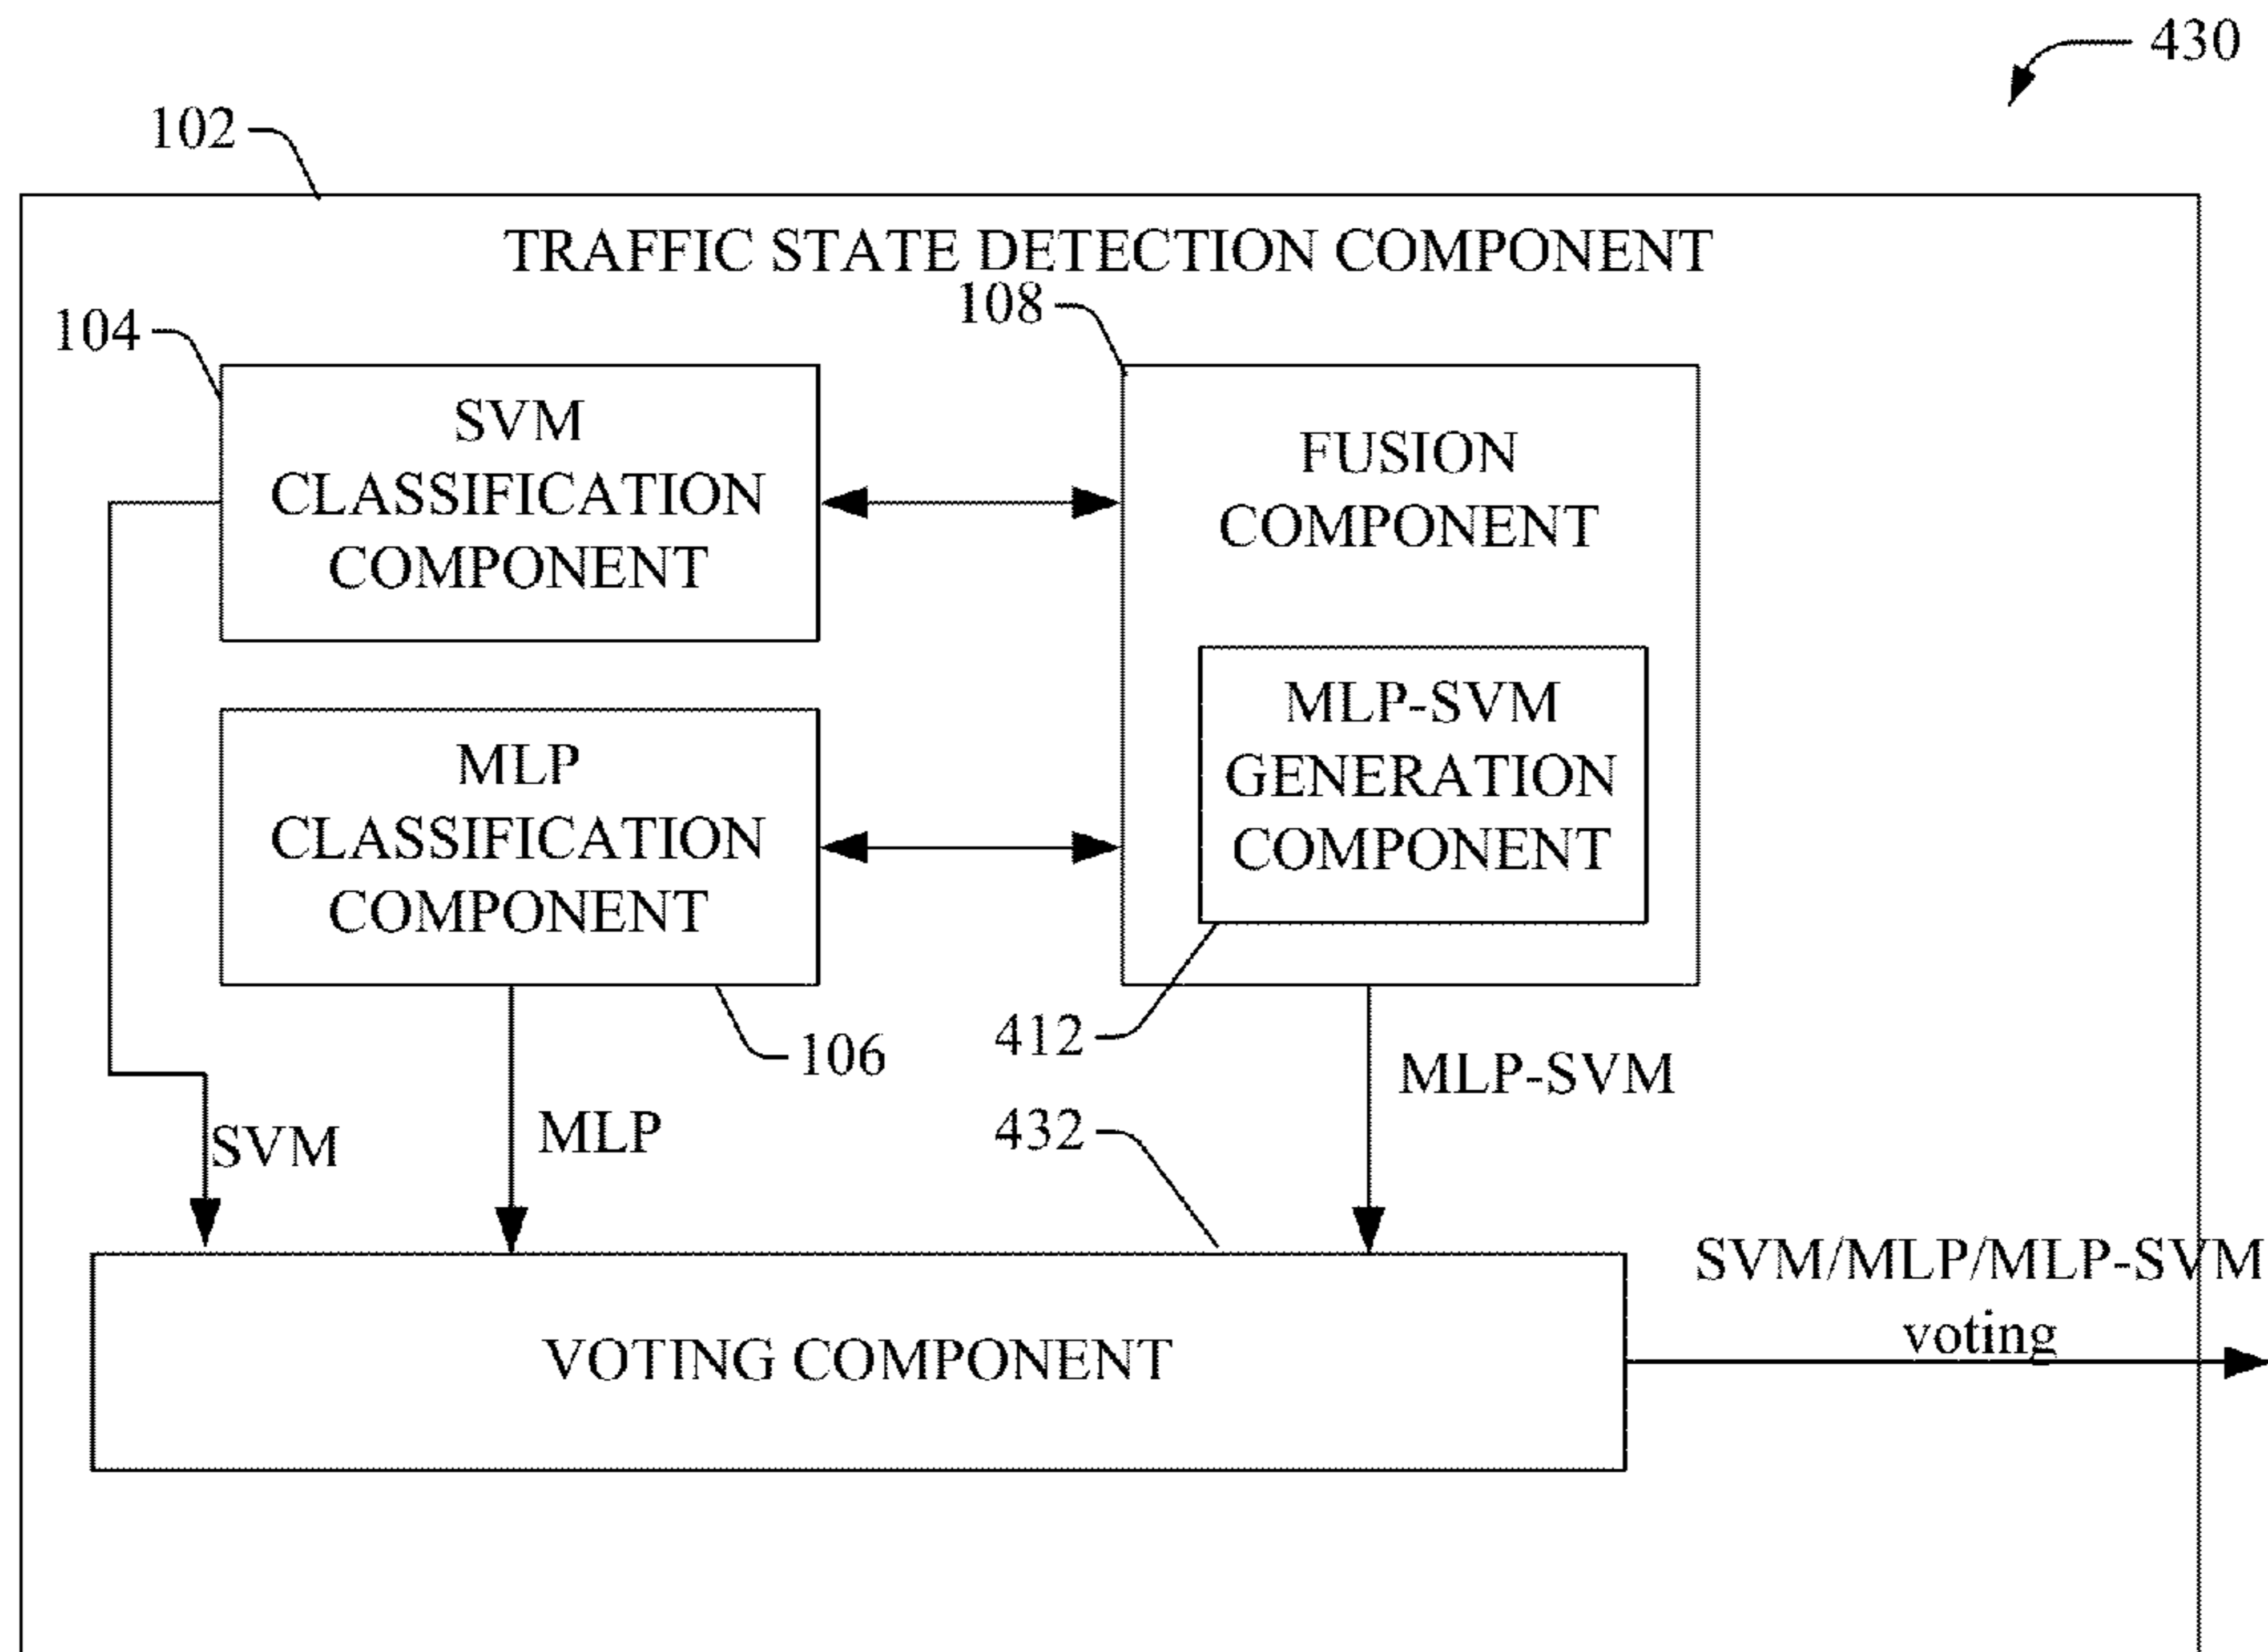 430
102
TRAFFIC STATE DETECTION COMPONENT
108
104
SVM
CLASSIFICATION
COMPONENT
FUSION
COMPONENT
MLP
CLASSIFICATION
COMPONENT
MLP-SVM
GENERATION
COMPONENT
412
106
MLP-SVM
SVM
MLP
432
VOTING COMPONENT
SVM/MLP/MLP-SVM
voting